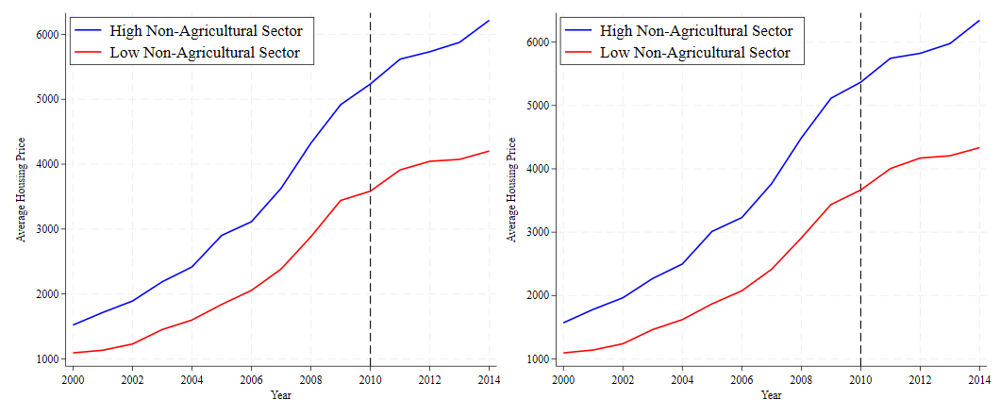 High Non-Agricultural Sector
Low Non-Agricultural Sector
Average Housing Price
6000
5000
4000
3000
2000
1000
2000 2002 2004 2006 2008 2010 2012 2014
Year
High Non-Agricultural Sector
Low Non-Agricultural Sector
Average Housing Price
6000
5000
4000
3000
2000
1000
2000 2002 2004 2006 2008 2010 2012 2014
Year